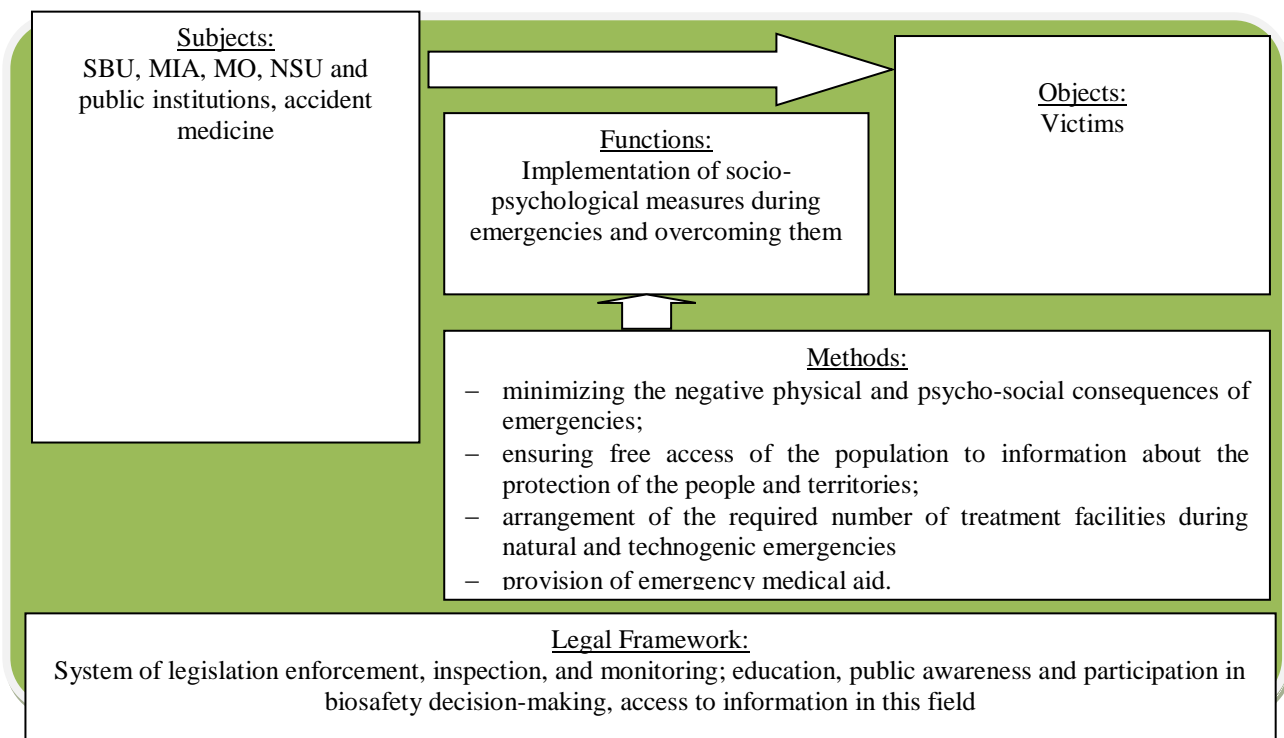 Subjects:
SBU, MIA, MO, NSU and
public institutions, accident
medicine
Functions:
Implementation of socio-
psychological measures during
emergencies and overcoming them
Objects:
Victims
Methods:
– minimizing the negative physical and psycho-social consequences of
emergencies;
– ensuring free access of the population to information about the
protection of the people and territories;
– arrangement of the required number of treatment facilities during
natural and technogenic emergencies
– provision of emergency medical aid.
Legal Framework:
System of legislation enforcement, inspection, and monitoring; education, public awareness and participation in
biosafety decision-making, access to information in this field